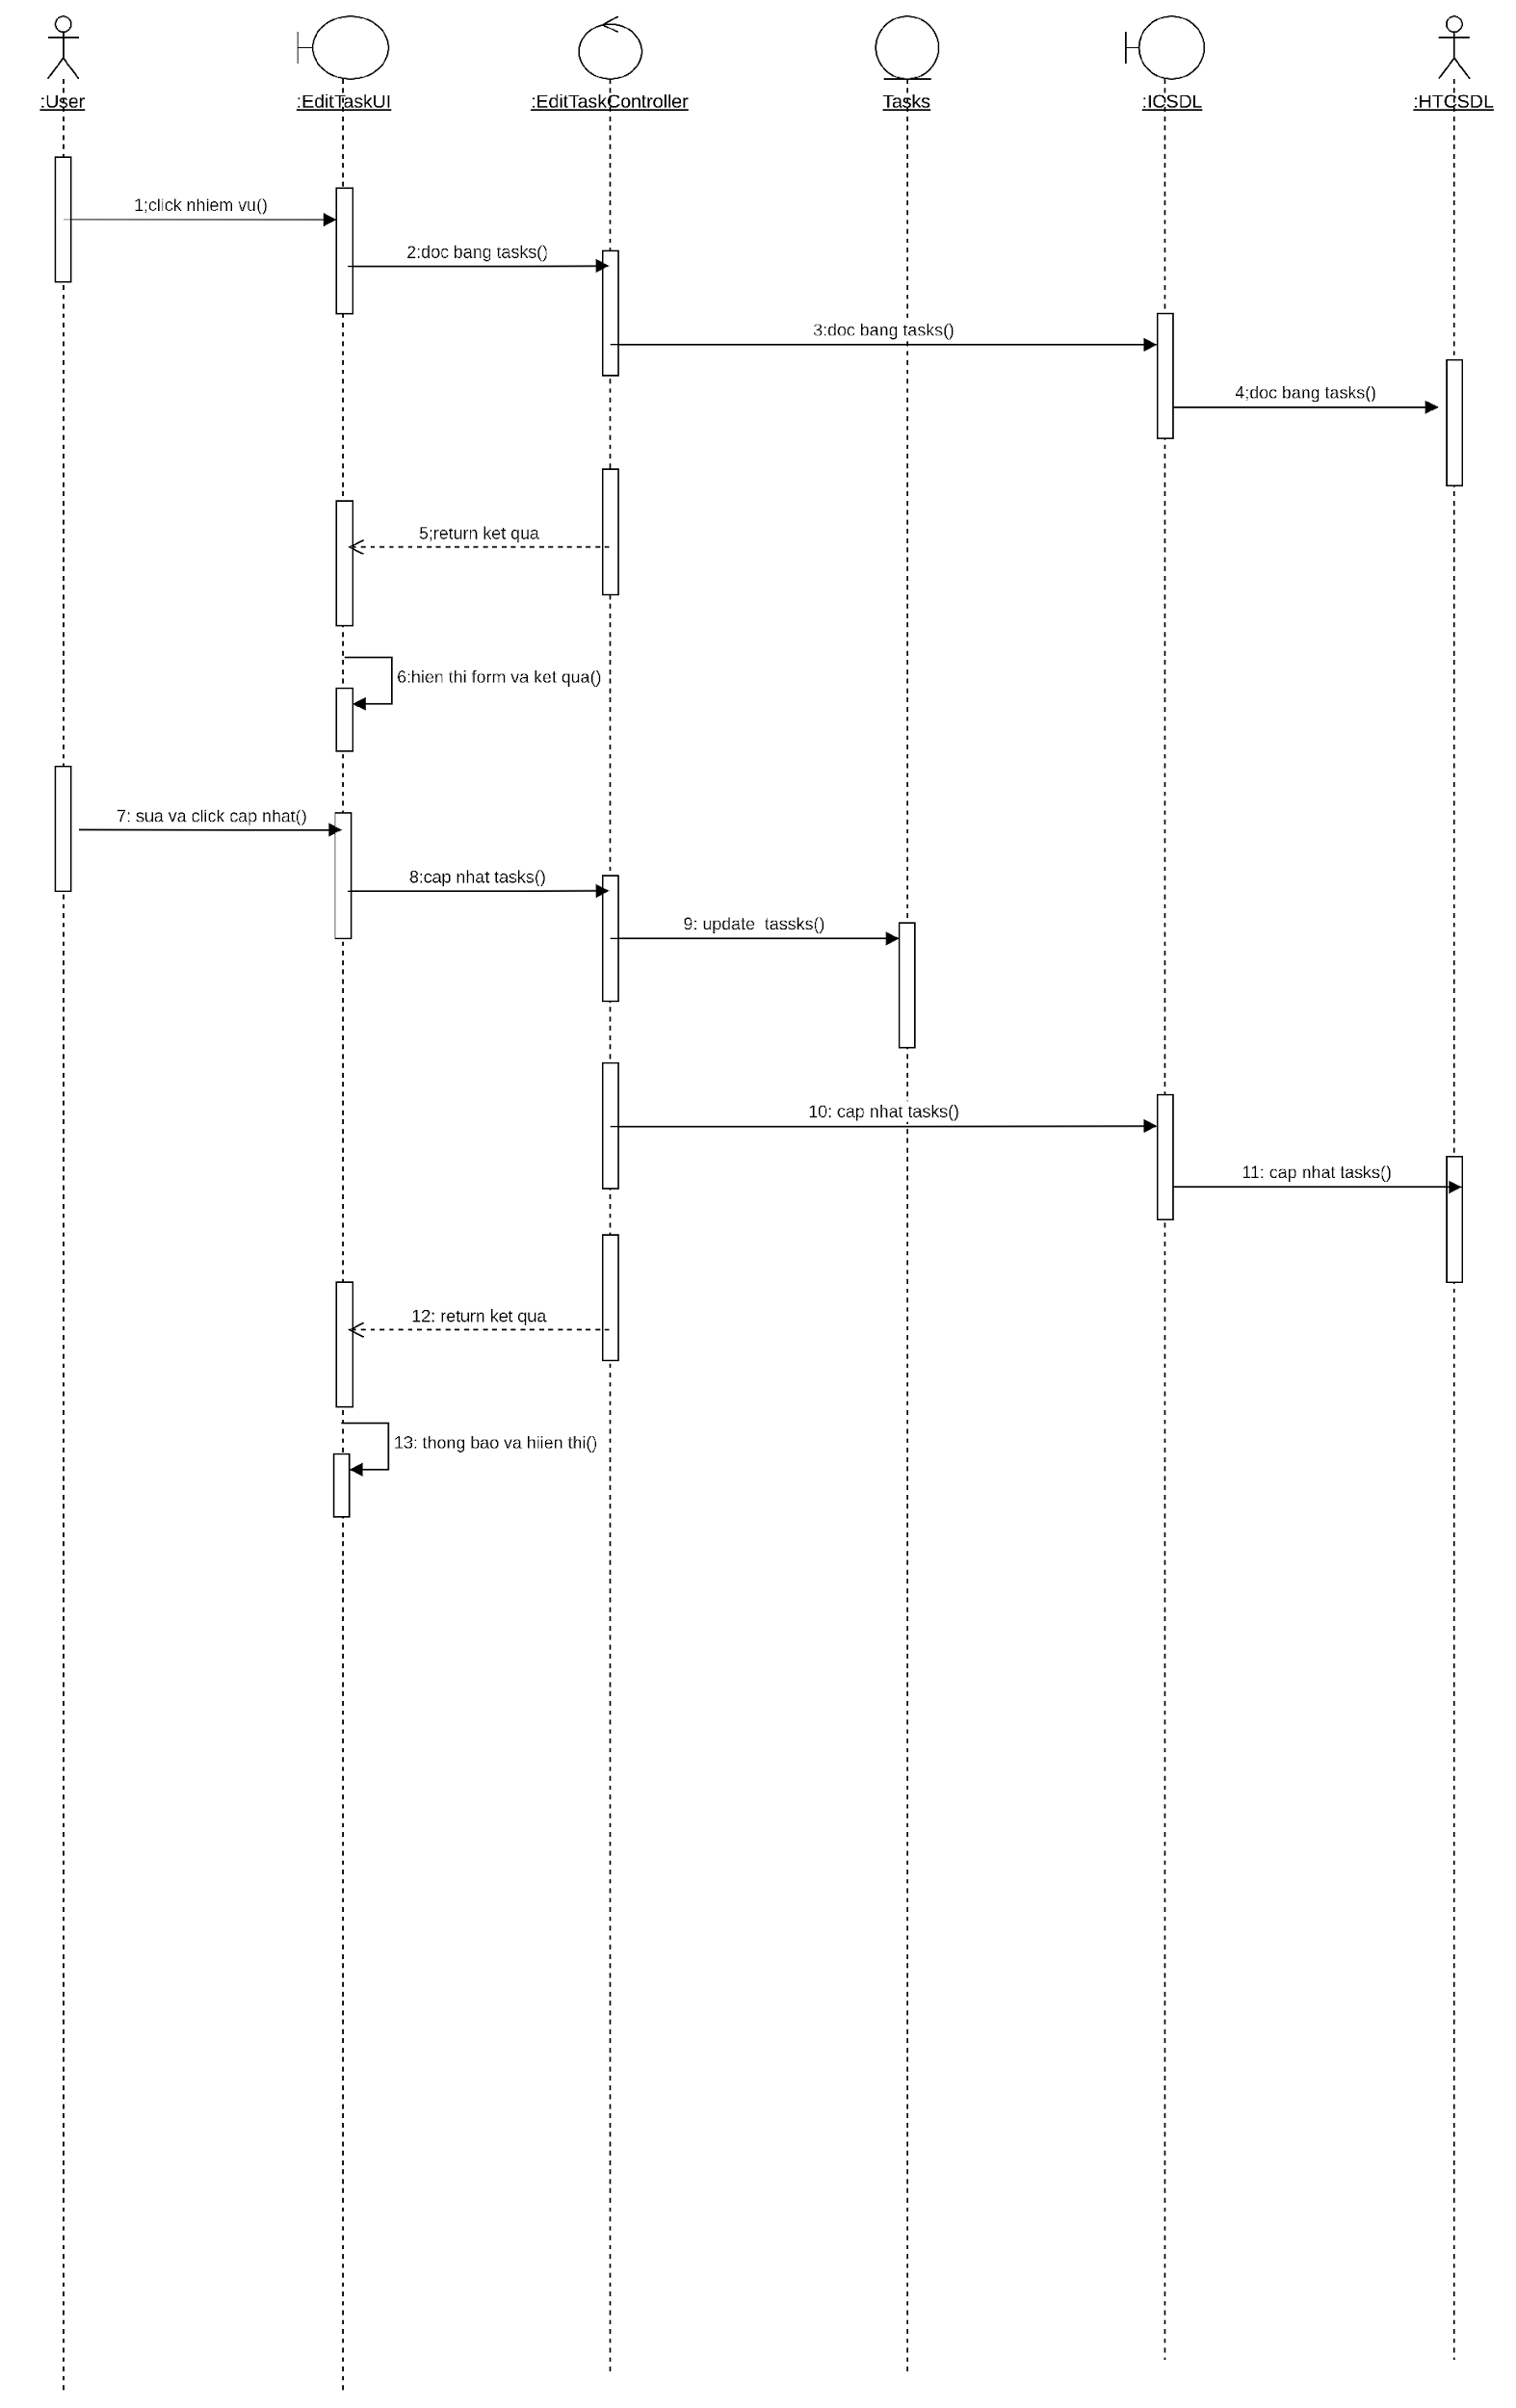 :User
:EditTaskUI
:EditTaskController
Tasks
:ICSDL
:HTCSDL
1;click nhiem vu()
2:doc bang tasks()
3:doc bang tasks()
4;doc bang tasks()
5;return ket qua
6:hien thi form va ket qua()
7: sua va click cap nhat()
8:cap nhat tasks()
9: update  tassks()
10: cap nhat tasks()
11: cap nhat tasks()
12: return ket qua
13: thong bao va hiien thi()